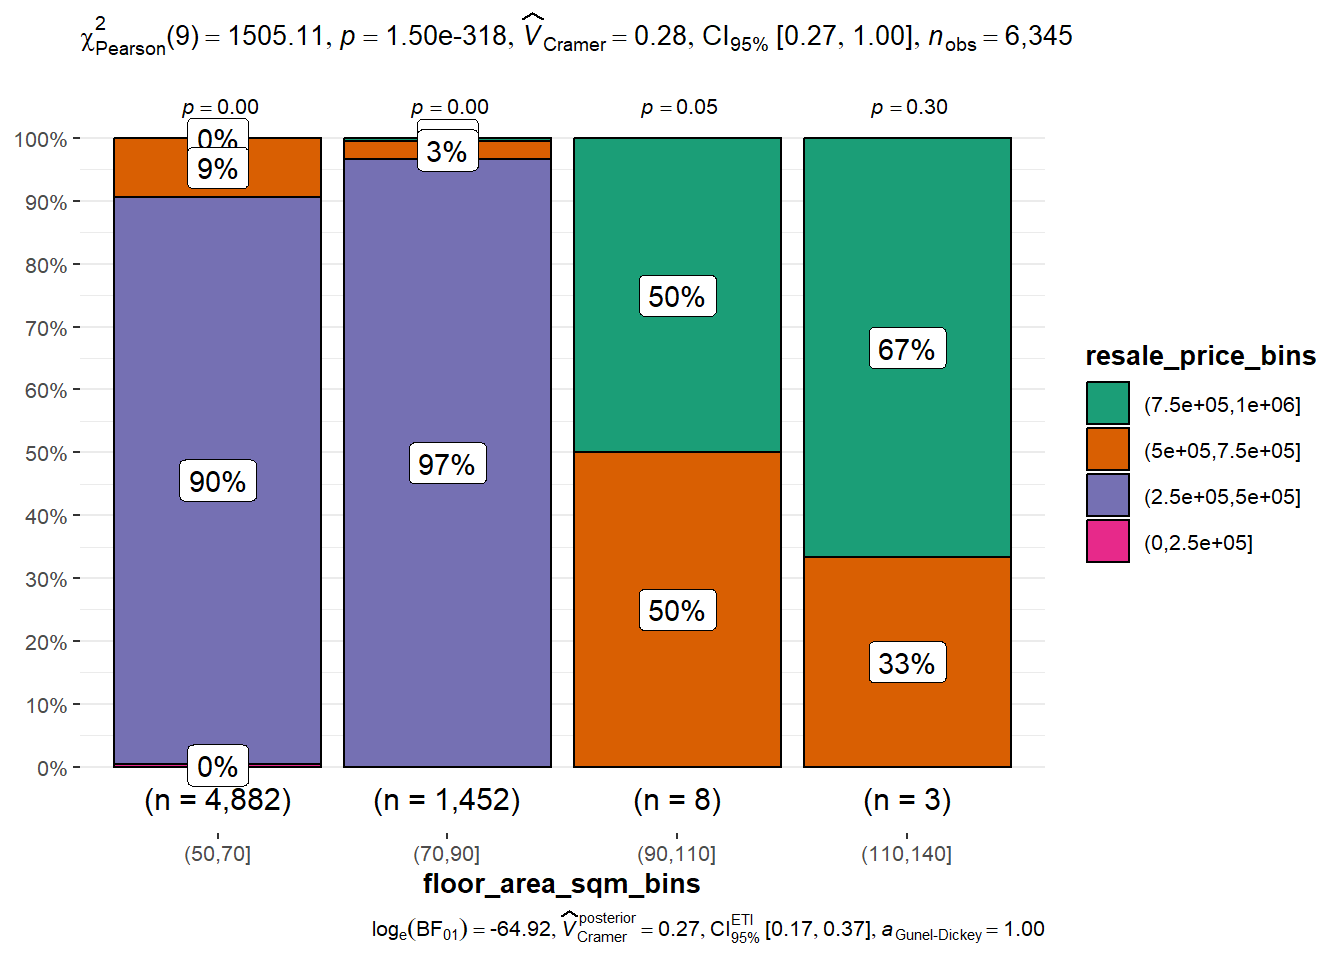 χ²Pearson(9) = 1505.11, p = 1.50e-318, V̂Cramer = 0.28, CI95% [0.27, 1.00], nobs = 6,345
p = 0.00 p = 0.00 p = 0.05 p = 0.30
100%
90%
80%
70%
60%
50%
40%
30%
20%
10%
0%
0%
9%
90%
0%
3%
97%
50%
50%
67%
33%
(n = 4,882) (n = 1,452) (n = 8) (n = 3)
(50,70] (70,90] (90,110] (110,140]
floor_area_sqm_bins
resale_price_bins
(7.5e+05,1e+06]
(5e+05,7.5e+05]
(2.5e+05,5e+05]
(0,2.5e+05]
loge(BF01) = -64.92, V̂posterior Cramer = 0.27, CI ETI 95% [0.17, 0.37], aGunel-Dickey = 1.00